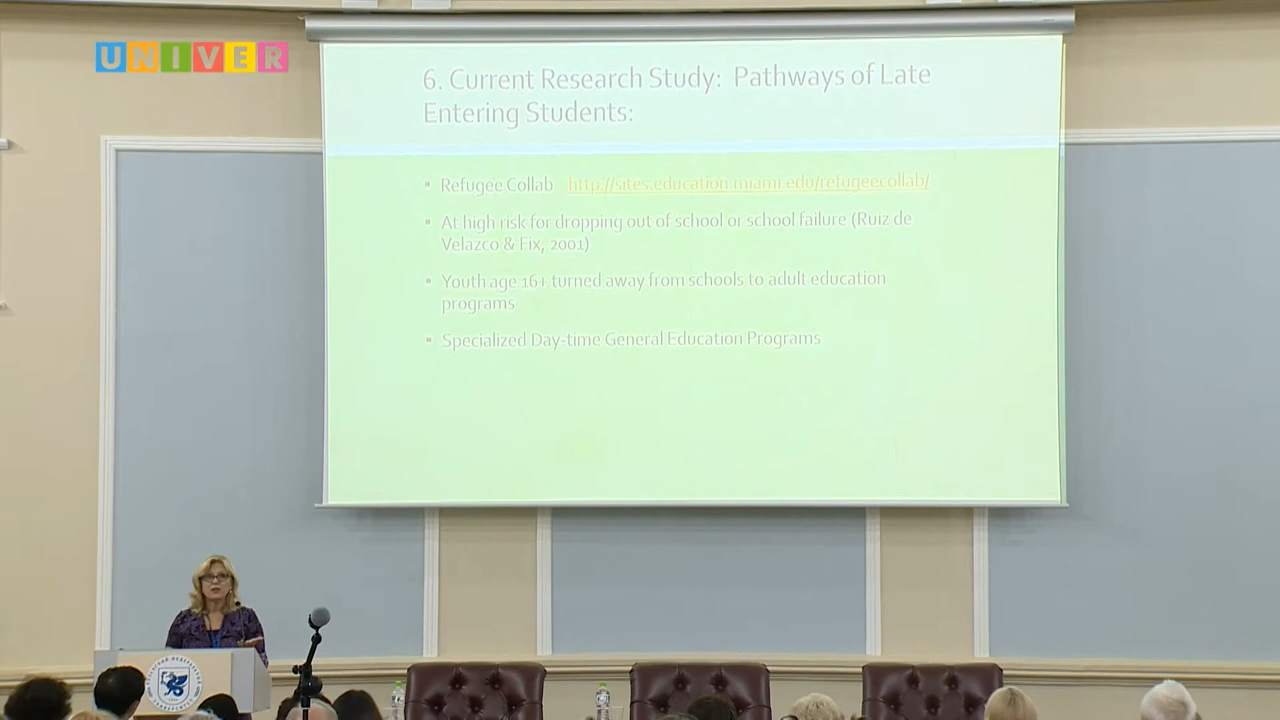 UNIVER
6. Current Research Study: Pathways of Late
Entering Students:
▪ Refugee Collab http://sites.education.miami.edu/refugeecollab/
▪ At high risk for dropping out of school or school failure (Ruiz de
Velazco & Fix, 2001)
▪ Youth age 16+ turned away from schools to adult education
programs
▪ Specialized Day-time General Education Programs